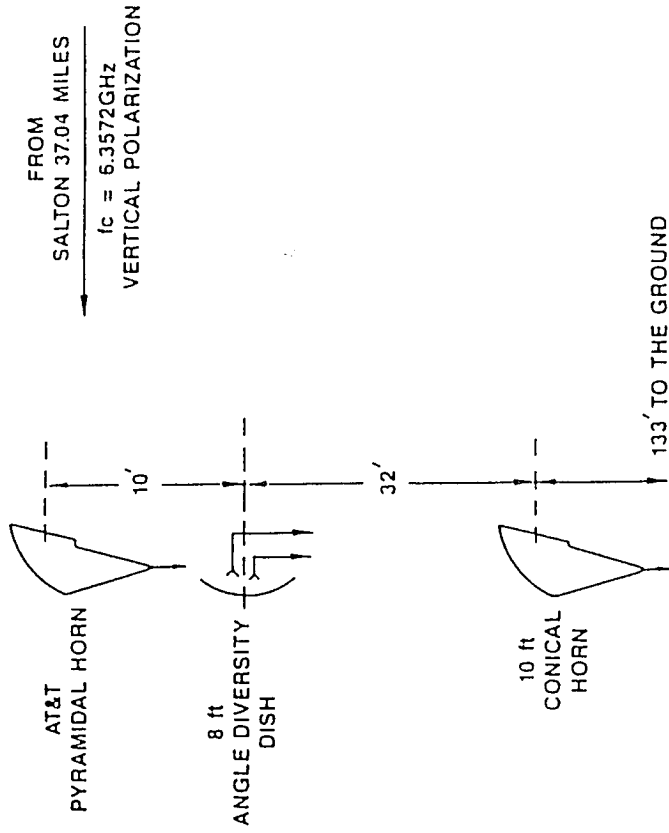 FROM
SALTON 37.04 MILES
fc = 6.3572GHz
VERTICAL POLARIZATION
AT&T
PYRAMIDAL HORN
10'
8 ft
ANGLE DIVERSITY
DISH
32'
10 ft
CONICAL
HORN
133' TO THE GROUND